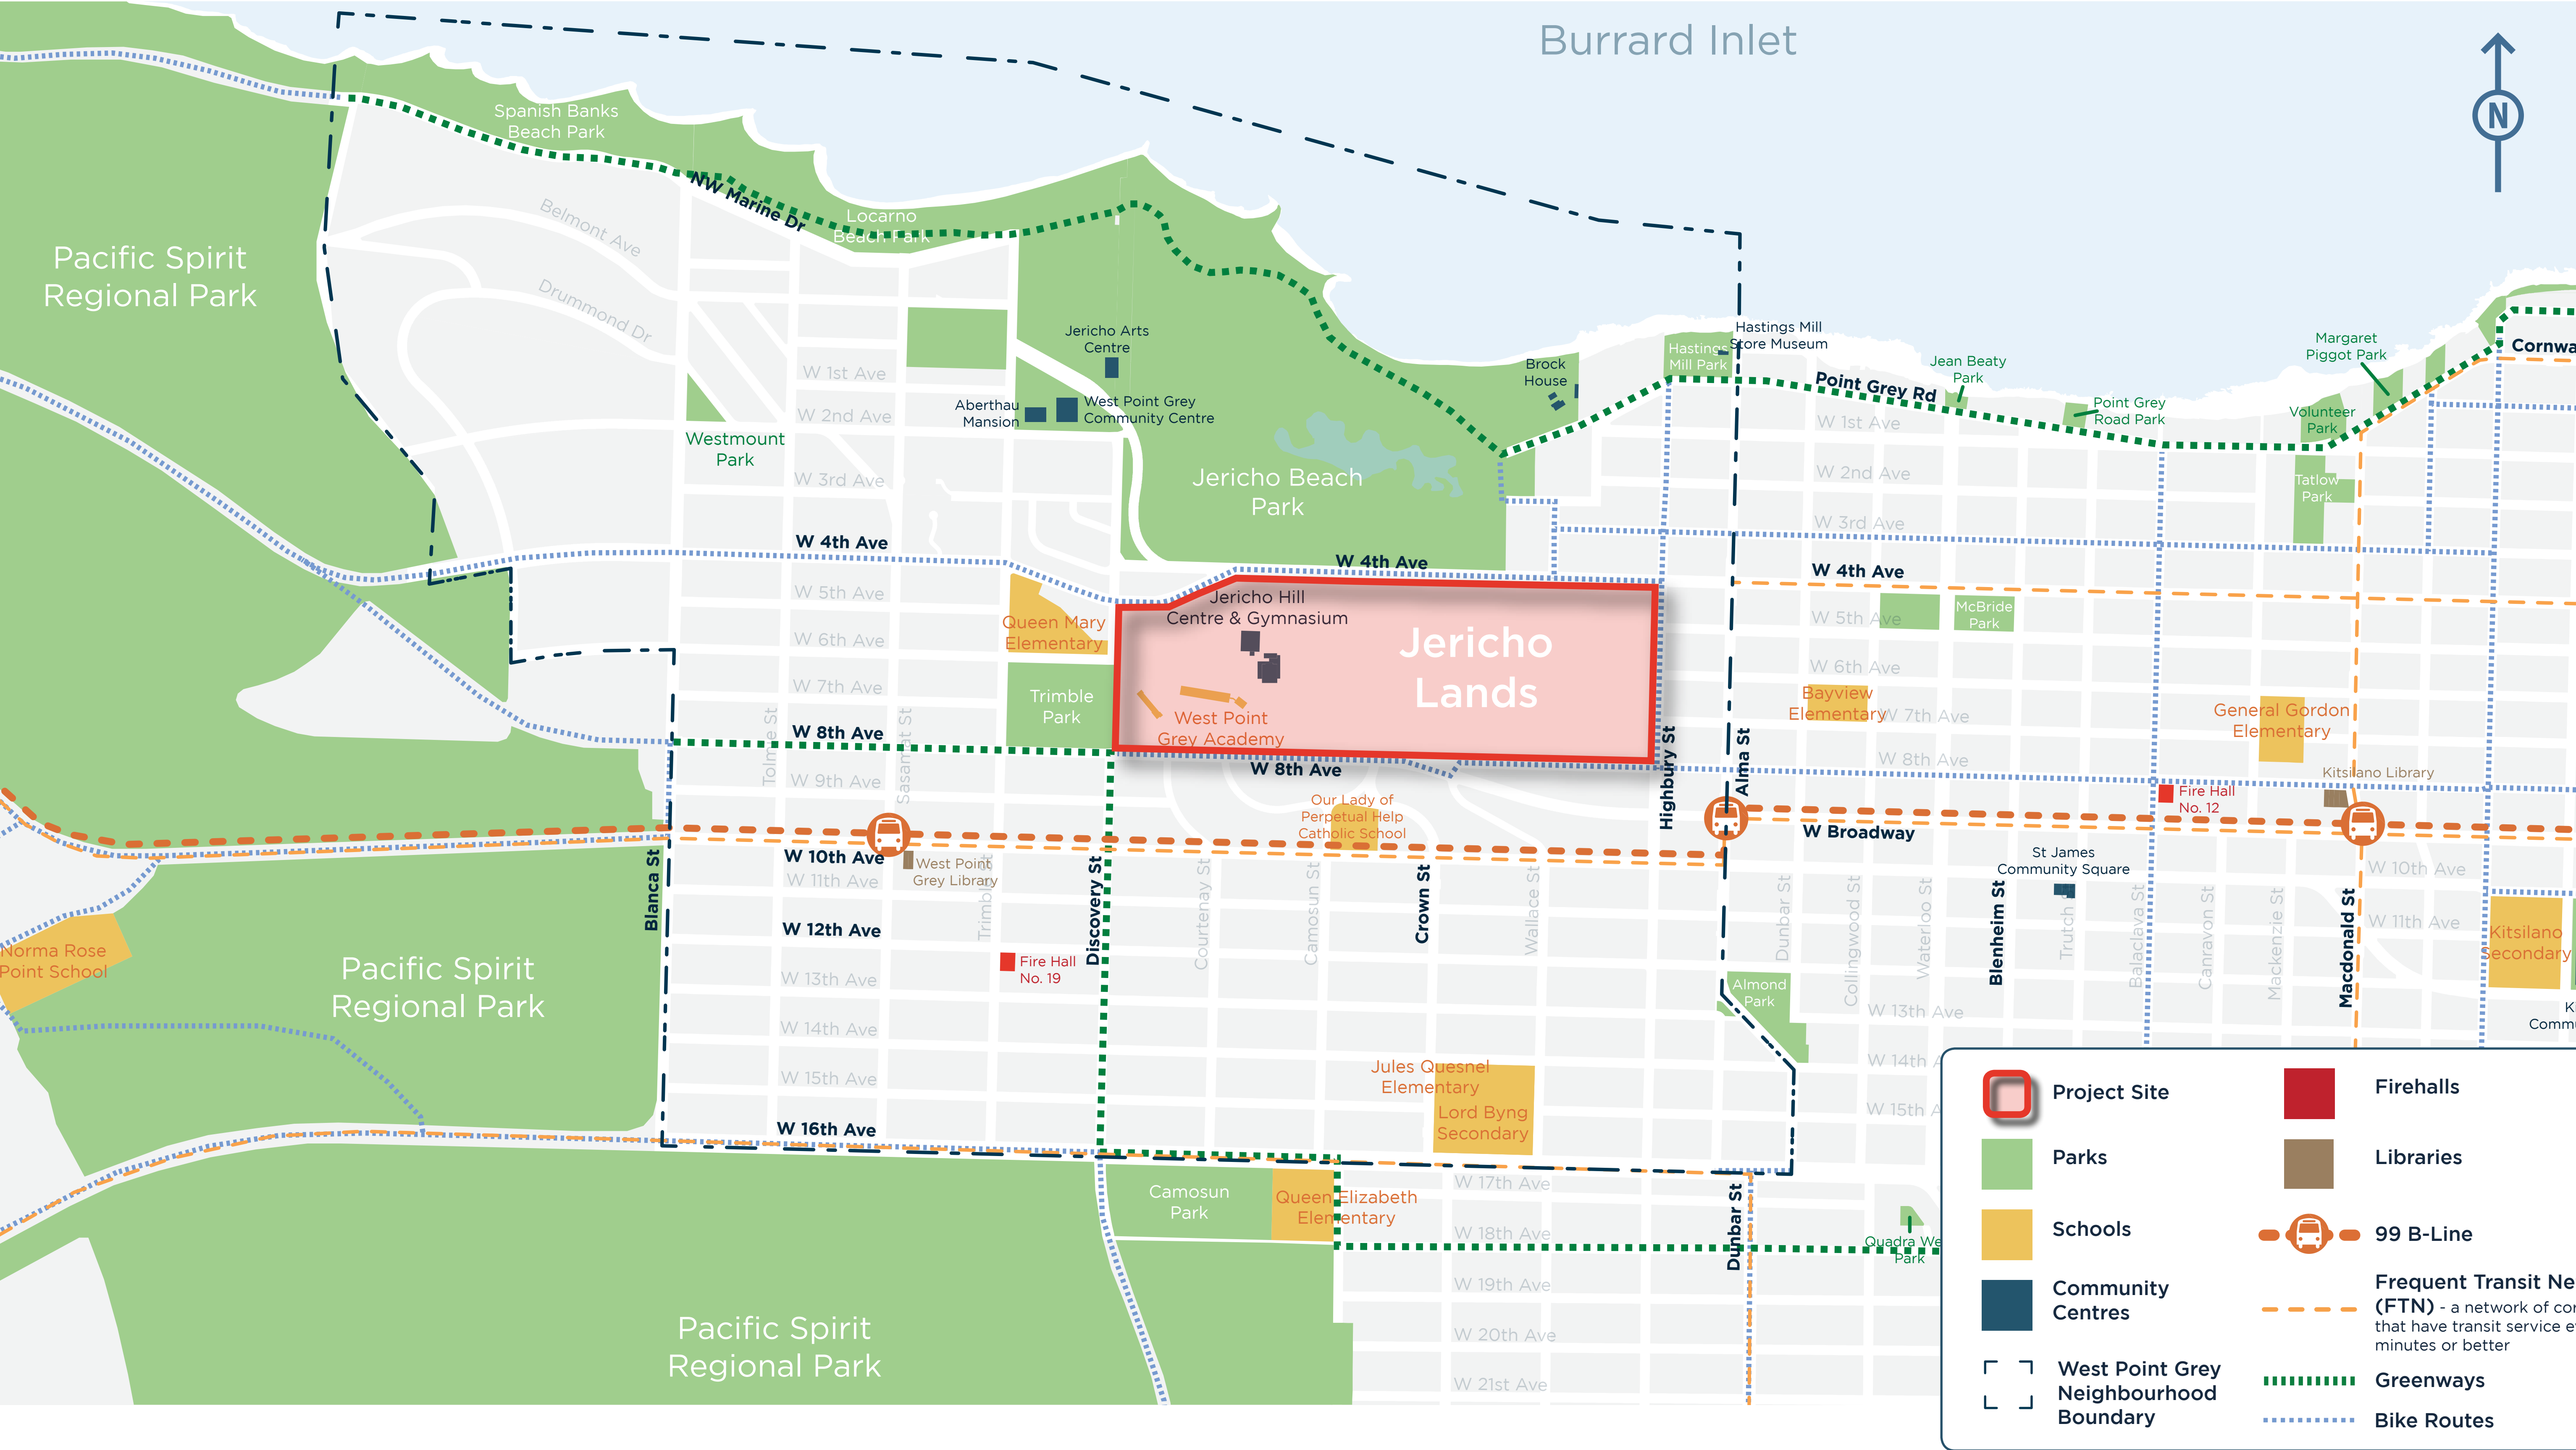 Burrard Inlet
N
Spanish Banks
Beach Park
NW Marine Dr
Locarno
Beach Park
Belmont Ave
Drummond Dr
Pacific Spirit
Regional Park
Jericho Arts
Centre
Aberthau
Mansion
West Point Grey
Community Centre
W 1st Ave
W 2nd Ave
Westmount
Park
W 3rd Ave
Jericho Beach
Park
Brock
House
Hastings
Mill Park
Hastings Mill
Store Museum
Point Grey Rd
Jean Beaty
Park
Point Grey
Road Park
Margaret
Piggot Park
Volunteer
Park
Tatlow
Park
W 1st Ave
W 2nd Ave
W 3rd Ave
W 4th Ave
W 4th Ave
W 4th Ave
W 5th Ave
W 6th Ave
W 7th Ave
Queen Mary
Elementary
Trimble
Park
Jericho Hill
Centre & Gymnasium
Jericho
Lands
West Point
Grey Academy
W 5th Ave
McBride
Park
W 6th Ave
Bayview
Elementary
W 7th Ave
General Gordon
Elementary
W 8th Ave
W 8th Ave
W 8th Ave
Tolmie St
Sasamat St
W 9th Ave
Highbury St
Alma St
Kitsilano Library
Fire Hall
No. 12
Our Lady of
Perpetual Help
Catholic School
W Broadway
W 10th Ave
West Point
Grey Library
W 11th Ave
Blanca St
Discovery St
Courtenay St
Camosun St
Crown St
Wallace St
Dunbar St
Collingwood St
Waterloo St
Blenheim St
St James
Community Square
Balaclava St
Canravon St
Mackenzie St
Macdonald St
W 10th Ave
W 11th Ave
Kitsilano
Secondary
W 12th Ave
Fire Hall
No. 19
W 13th Ave
W 14th Ave
W 15th Ave
W 16th Ave
Norma Rose
Point School
Pacific Spirit
Regional Park
Almond
Park
W 13th Ave
W 14th A
W 15th A
Jules Quesnel
Elementary
Lord Byng
Secondary
Camosun
Park
Queen Elizabeth
Elementary
W 17th Ave
W 18th Ave
W 19th Ave
W 20th Ave
W 21st Ave
Dunbar St
Quadra We
Park
Pacific Spirit
Regional Park
Project Site
Parks
Schools
Community
Centres
West Point Grey
Neighbourhood
Boundary
Firehalls
Libraries
99 B-Line
Frequent Transit Ne
(FTN) - a network of co
that have transit service e
minutes or better
Greenways
Bike Routes